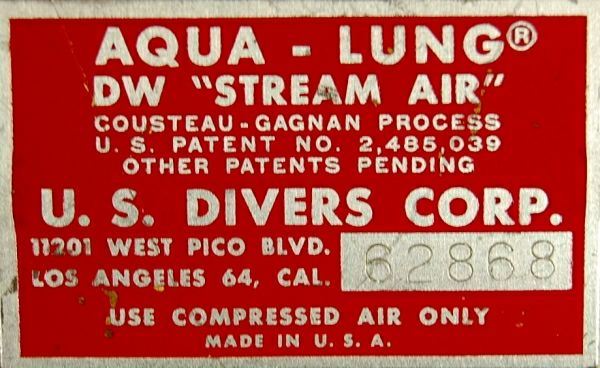 AQUA - LUNG®
DW "STREAM AIR"
COUSTEAU-GAGNAN PROCESS
U. S. PATENT NO. 2,485,039
OTHER PATENTS PENDING
U. S. DIVERS CORP.
11201 WEST PICO BLVD.
LOS ANGELES 64, CAL.
62868
USE COMPRESSED AIR ONLY
MADE IN U. S. A.